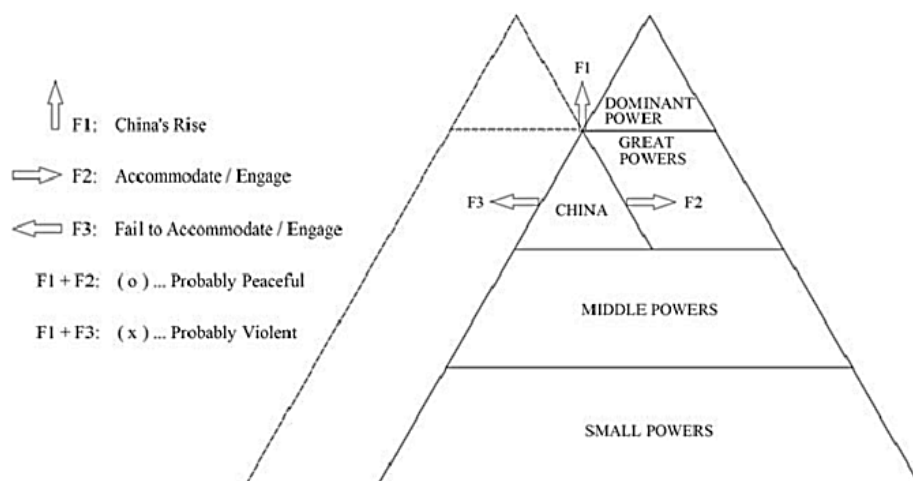 F1: China's Rise
F2: Accommodate / Engage
F3: Fail to Accommodate / Engage
F1 + F2: ( o ) ... Probably Peaceful
F1 + F3: ( x ) ... Probably Violent
F1
DOMINANT
POWER
GREAT
POWERS
F3
CHINA
F2
MIDDLE POWERS
SMALL POWERS